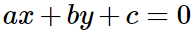 ax + by + c = 0